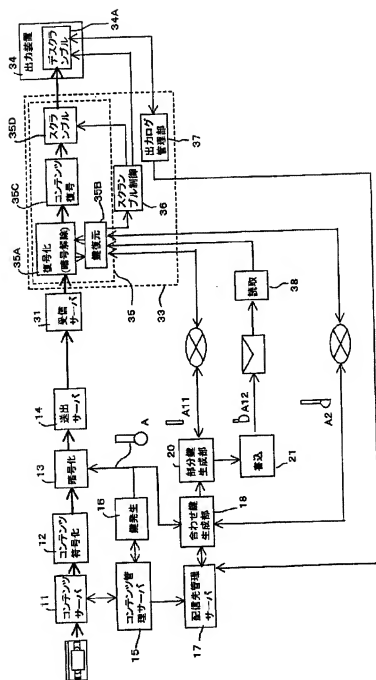 11
コンテンツサーバ
12
コンテンツ符号化
13
暗号化
14
送出サーバ
31
受信サーバ
35A
復号化(暗号解除)
35C
コンテンツ復号
35D
スクランブル
34
出力装置
34A
デスクランブル
35B
鍵復元
35
33
スクランブル制御
36
出力ログ管理部
37
A
16
鍵発生
15
コンテンツ管理サーバ
17
配信先管理サーバ
18
合わせ鍵生成部
20
部分鍵生成部
21
書込
A11
A12
A2
読取
38